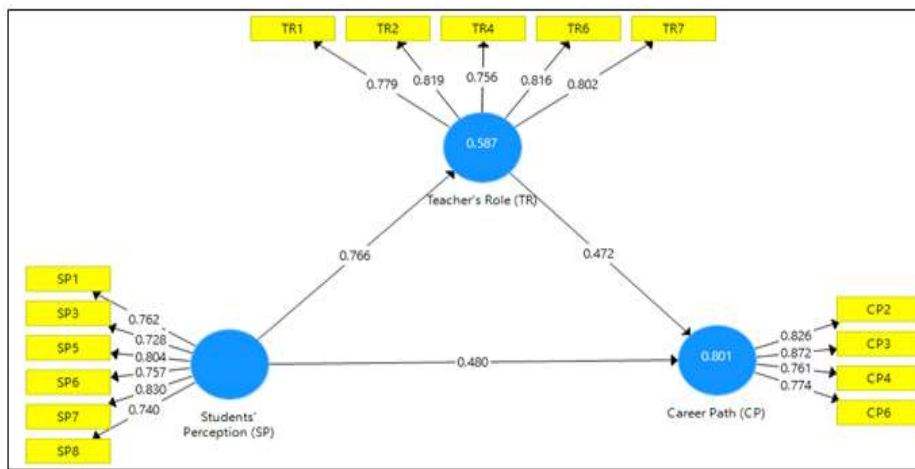 TR1
TR2
TR4
TR6
TR7
0.779
0.819
0.756
0.816
0.802
0.587
Teacher's Role (TR)
0.766
0.472
SP1
SP3
SP5
SP6
SP7
SP8
0.762
0.728
0.804
0.757
0.830
0.740
Students'
Perception (SP)
0.480
0.801
Career Path (CP)
0.826
0.872
0.761
0.774
CP2
CP3
CP4
CP6